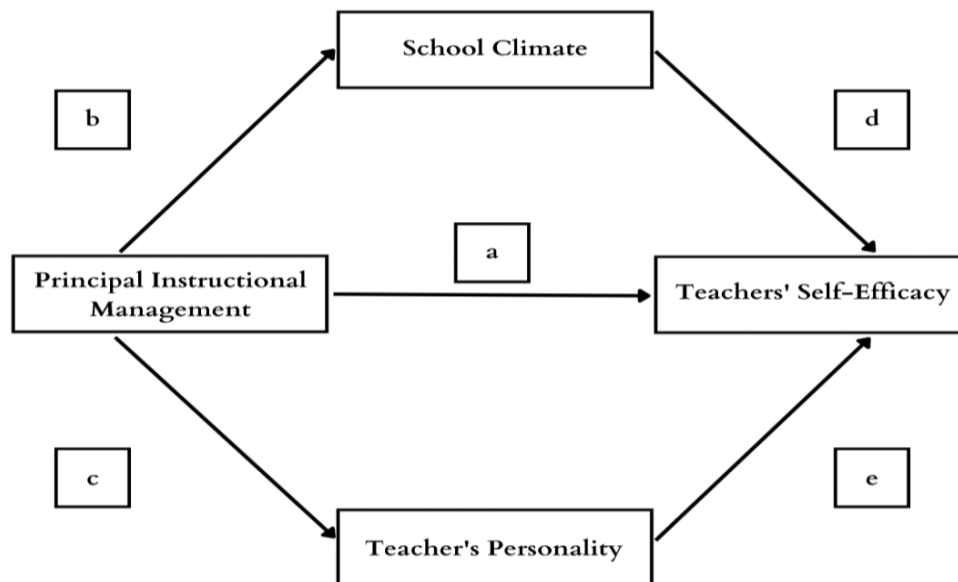 School Climate
b
d
a
Principal Instructional
Management
Teachers' Self-Efficacy
c
e
Teacher's Personality